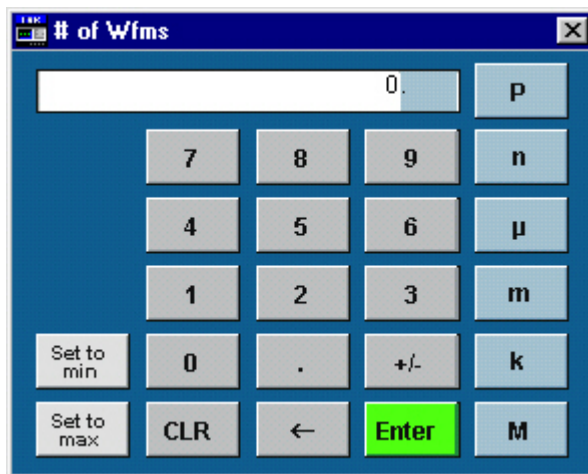 TEK # of Wfms
0. p
7 8 9 n
4 5 6 µ
1 2 3 m
Set to
min 0 . +/- k
Set to
max CLR ← Enter M